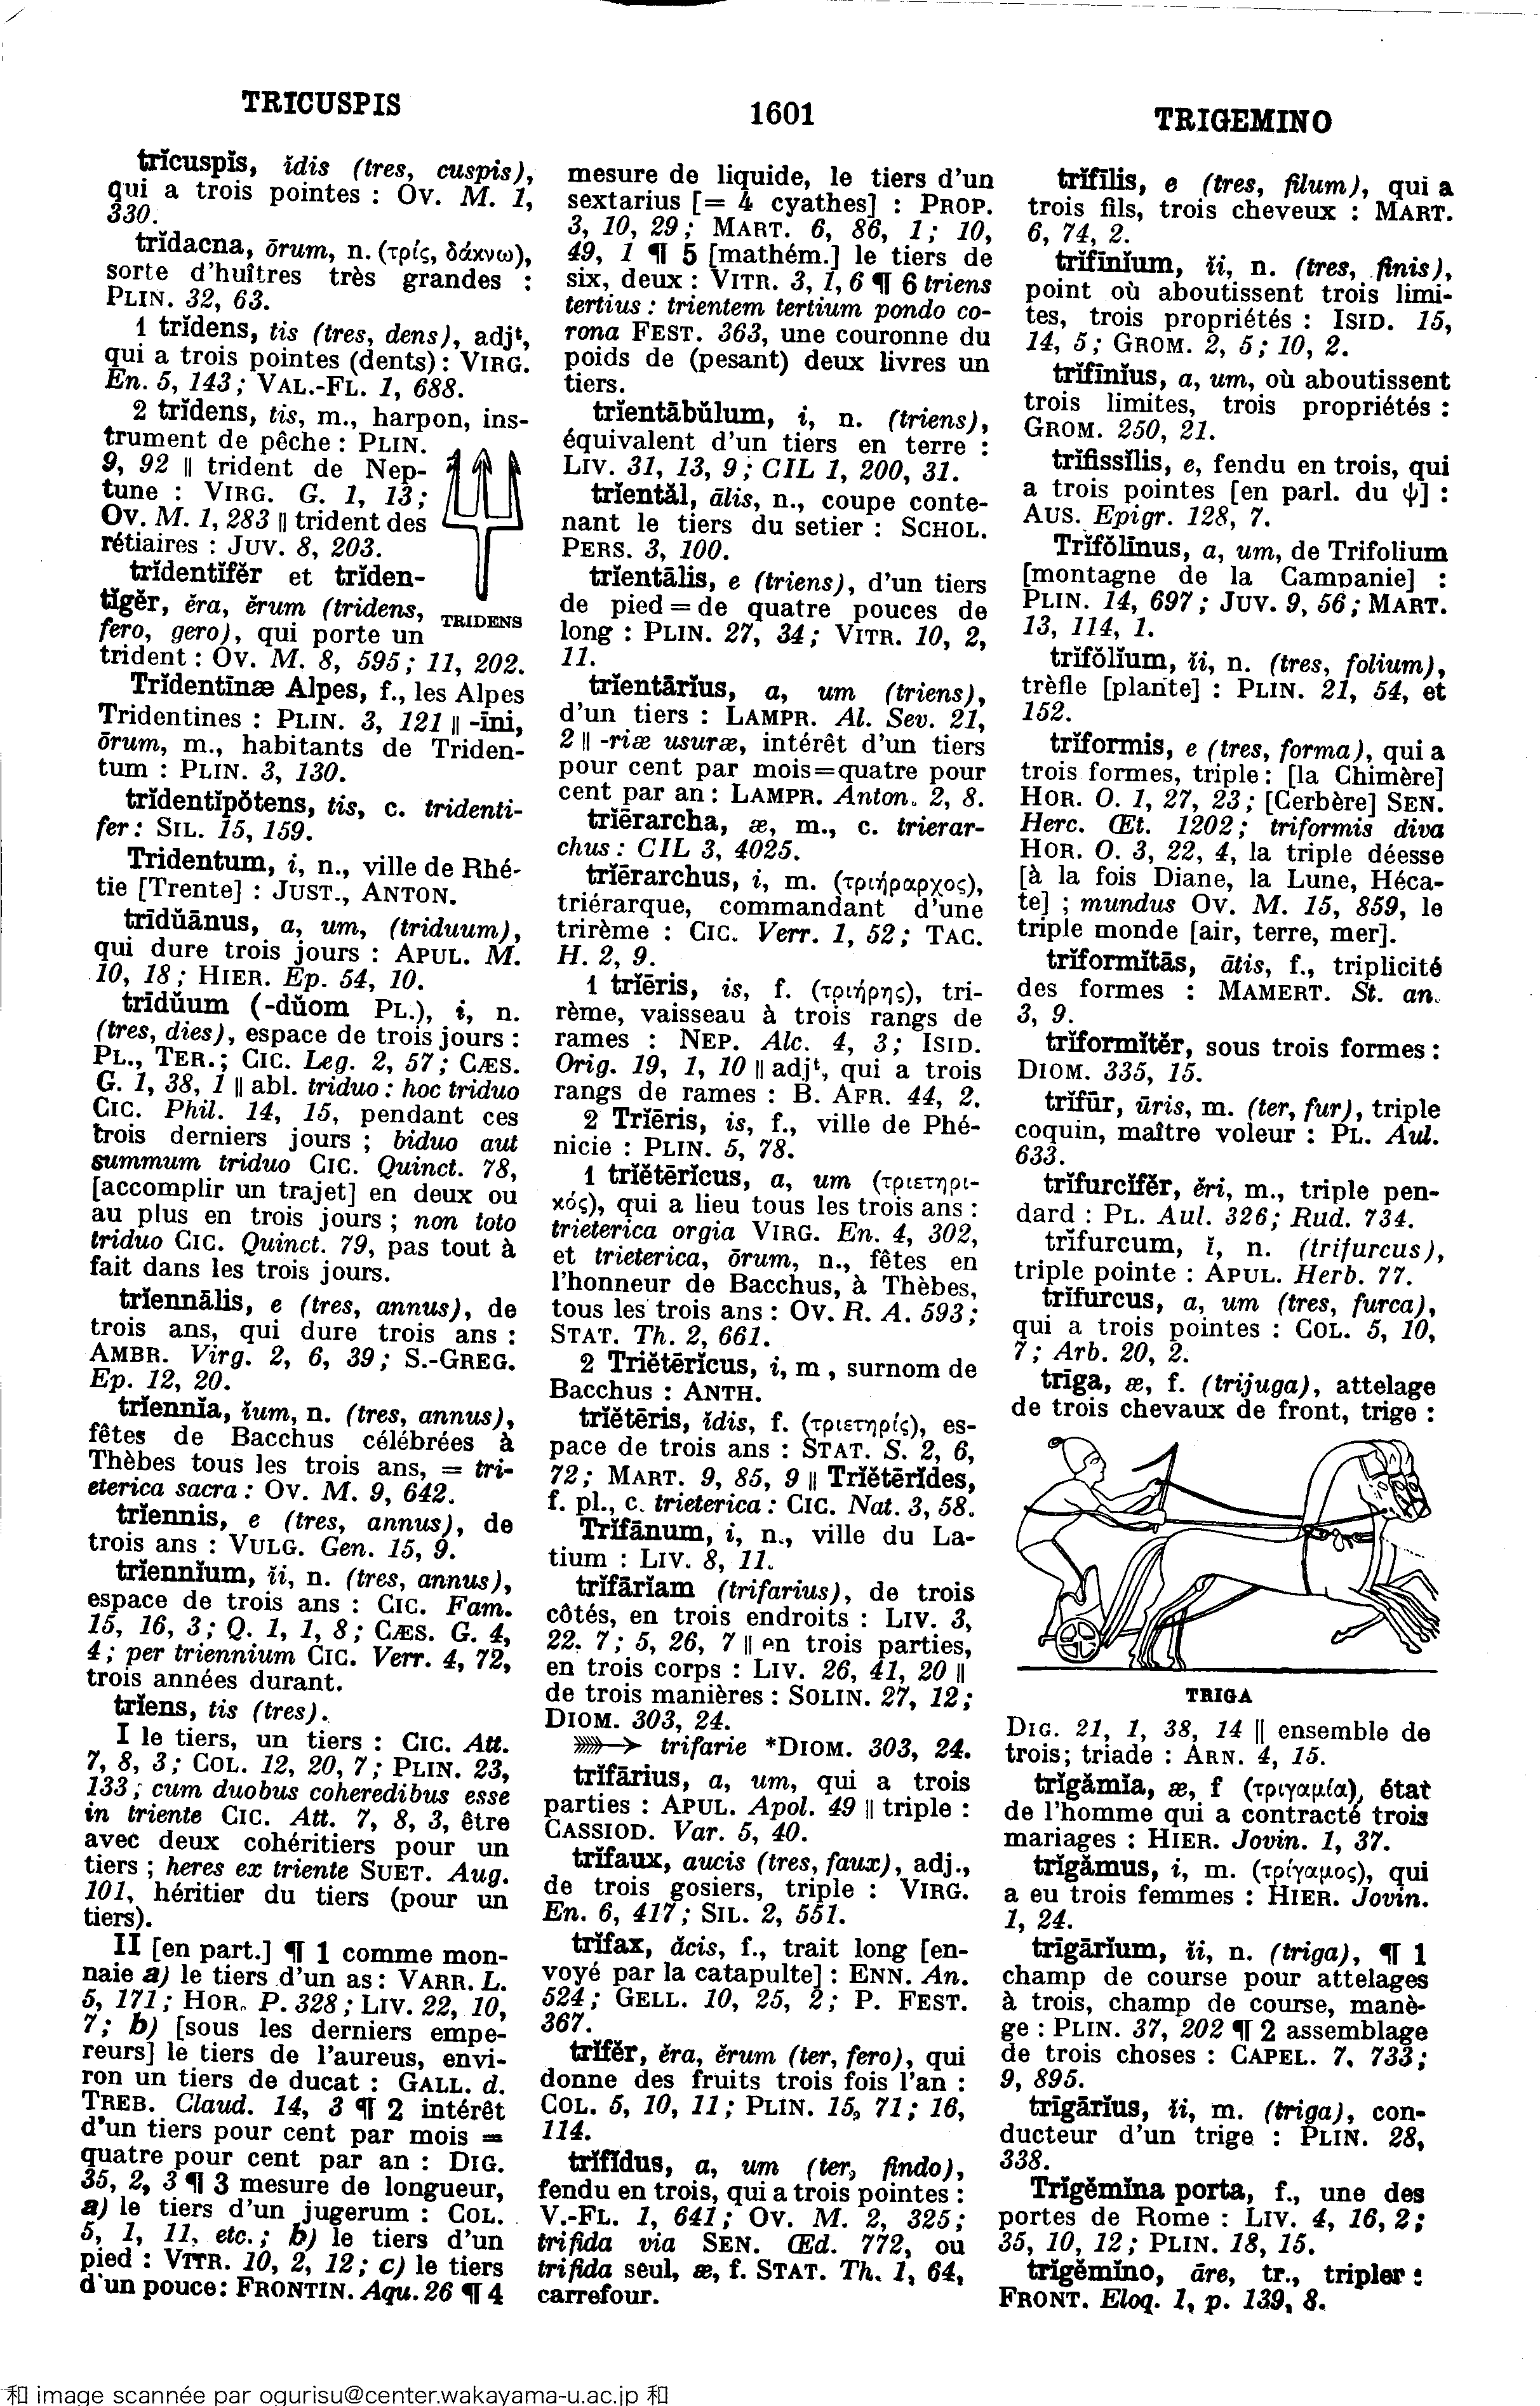 TRICUSPIS
1601
TRIGEMINO
trĭcuspĭs, ĭdis (tres, cuspis),
qui a trois pointes : Ov. M. 1,
330.
trĭdacna, ōrum, n. (τρίς, δάκνω),
sorte d'huîtres très grandes :
PLIN. 32, 63.
1 trĭdens, tis (tres, dens), adjᵗ,
qui a trois pointes (dents) : VIRG.
En. 5, 143 ; VAL.-FL. 1, 688.
2 trĭdens, tis, m., harpon, ins-
trument de pêche : PLIN.
9, 92 ǁ trident de Nep-
tune : VIRG. G. 1, 13 ;
Ov. M. 1, 283 ǁ trident des
rétiaires : JUV. 8, 203.
trĭdentĭfĕr et trĭden-
tĭgĕr, ĕra, ĕrum (tridens,
fero, gero), qui porte un
trident : Ov. M. 8, 595 ; 11, 202.
TRIDENS
Trĭdentīnæ Alpes, f., les Alpes
Tridentines : PLIN. 3, 121 ǁ -īni,
ōrum, m., habitants de Triden-
tum : PLIN. 3, 130.
trĭdentĭpŏtens, tis, c. tridenti-
fer : SIL. 15, 159.
Tridentum, i, n., ville de Rhé-
tie [Trente] : JUST., ANTON.
trĭdŭānus, a, um, (triduum),
qui dure trois jours : APUL. M.
10, 18 ; HIER. Ep. 54, 10.
trīdŭum (-dŭom PL.), i, n.
(tres, dies), espace de trois jours :
PL., TER. ; CIC. Leg. 2, 57 ; CÆS.
G. 1, 38, 1 ǁ abl. triduo : hoc triduo
CIC. Phil. 14, 15, pendant ces
trois derniers jours ; biduo aut
summum triduo CIC. Quinct. 78,
[accomplir un trajet] en deux ou
au plus en trois jours ; non toto
triduo CIC. Quinct. 79, pas tout à
fait dans les trois jours.
trĭennālis, e (tres, annus), de
trois ans, qui dure trois ans :
AMBR. Virg. 2, 6, 39 ; S.-GREG.
Ep. 12, 20.
trĭennĭa, ĭum, n. (tres, annus),
fêtes de Bacchus célébrées à
Thèbes tous les trois ans, = tri-
eterica sacra : Ov. M. 9, 642.
trĭennis, e (tres, annus), de
trois ans : VULG. Gen. 15, 9.
trĭennĭum, ĭi, n. (tres, annus),
espace de trois ans : CIC. Fam.
15, 16, 3 ; Q. 1, 1, 8 ; CÆS. G. 4,
4 ; per triennium CIC. Verr. 4, 72,
trois années durant.
trĭens, tis (tres).
I le tiers, un tiers : CIC. Att.
7, 8, 3 ; COL. 12, 20, 7 ; PLIN. 23,
133 ; cum duobus coheredibus esse
in triente CIC. Att. 7, 8, 3, être
avec deux cohéritiers pour un
tiers ; heres ex triente SUET. Aug.
101, héritier du tiers (pour un
tiers).
II [en part.] ¶ 1 comme mon-
naie a) le tiers d'un as : VARR. L.
5, 171 ; HOR. P. 328 ; LIV. 22, 10,
7 ; b) [sous les derniers empe-
reurs] le tiers de l'aureus, envi-
ron un tiers de ducat : GALL. d.
TREB. Claud. 14, 3 ¶ 2 intérêt
d'un tiers pour cent par mois =
quatre pour cent par an : DIG.
35, 2, 3 ¶ 3 mesure de longueur,
a) le tiers d'un jugerum : COL.
5, 1, 11, etc. ; b) le tiers d'un
pied : VITR. 10, 2, 12 ; c) le tiers
d'un pouce : FRONTIN. Aqu. 26 ¶ 4
mesure de liquide, le tiers d'un
sextarius [= 4 cyathes] : PROP.
3, 10, 29 ; MART. 6, 86, 1 ; 10,
49, 1 ¶ 5 [mathém.] le tiers de
six, deux : VITR. 3, 1, 6 ¶ 6 triens
tertius : trientem tertium pondo co-
rona FEST. 363, une couronne du
poids de (pesant) deux livres un
tiers.
trĭentābŭlum, i, n. (triens),
équivalent d'un tiers en terre :
LIV. 31, 13, 9 ; CIL 1, 200, 31.
trĭentăl, ālis, n., coupe conte-
nant le tiers du setier : SCHOL.
PERS. 3, 100.
trĭentālis, e (triens), d'un tiers
de pied = de quatre pouces de
long : PLIN. 27, 34 ; VITR. 10, 2,
11.
trĭentārĭus, a, um (triens),
d'un tiers : LAMPR. Al. Sev. 21,
2 ǁ -riæ usuræ, intérêt d'un tiers
pour cent par mois=quatre pour
cent par an : LAMPR. Anton. 2, 8.
trĭērarcha, æ, m., c. trierar-
chus : CIL 3, 4025.
trĭērarchus, i, m. (τριήραρχος),
triérarque, commandant d'une
trirème : CIC. Verr. 1, 52 ; TAC.
H. 2, 9.
1 trĭēris, is, f. (τριήρης), tri-
rème, vaisseau à trois rangs de
rames : NEP. Alc. 4, 3 ; ISID.
Orig. 19, 1, 10 ǁ adjᵗ, qui a trois
rangs de rames : B. AFR. 44, 2.
2 Trĭēris, is, f., ville de Phé-
nicie : PLIN. 5, 78.
1 trĭĕtērĭcus, a, um (τριετηρι-
κός), qui a lieu tous les trois ans :
trieterica orgia VIRG. En. 4, 302,
et trieterica, ōrum, n., fêtes en
l'honneur de Bacchus, à Thèbes,
tous les trois ans : Ov. R. A. 593 ;
STAT. Th. 2, 661.
2 Trĭĕtērĭcus, i, m , surnom de
Bacchus : ANTH.
trĭĕtēris, ĭdis, f. (τριετηρίς), es-
pace de trois ans : STAT. S. 2, 6,
72 ; MART. 9, 85, 9 ǁ Trĭĕtērĭdes,
f. pl., c. trieterica : CIC. Nat. 3, 58.
Trĭfānum, i, n., ville du La-
tium : LIV. 8, 11.
trĭfārĭam (trifarius), de trois
côtés, en trois endroits : LIV. 3,
22. 7 ; 5, 26, 7 ǁ en trois parties,
en trois corps : LIV. 26, 41, 20 ǁ
de trois manières : SOLIN. 27, 12 ;
DIOM. 303, 24.
⟶ trifarie *DIOM. 303, 24.
trĭfārĭus, a, um, qui a trois
parties : APUL. Apol. 49 ǁ triple :
CASSIOD. Var. 5, 40.
trĭfaux, aucis (tres, faux), adj.,
de trois gosiers, triple : VIRG.
En. 6, 417 ; SIL. 2, 551.
trĭfax, ăcis, f., trait long [en-
voyé par la catapulte] : ENN. An.
524 ; GELL. 10, 25, 2 ; P. FEST.
367.
trĭfĕr, ĕra, ĕrum (ter, fero), qui
donne des fruits trois fois l'an :
COL. 5, 10, 11 ; PLIN. 15, 71 ; 16,
114.
trĭfĭdus, a, um (ter, findo),
fendu en trois, qui a trois pointes :
V.-FL. 1, 641 ; Ov. M. 2, 325 ;
trifida via SEN. Œd. 772, ou
trifida seul, æ, f. STAT. Th. 1, 64,
carrefour.
trĭfīlis, e (tres, filum), qui a
trois fils, trois cheveux : MART.
6, 74, 2.
trĭfīnĭum, ĭi, n. (tres, finis),
point où aboutissent trois limi-
tes, trois propriétés : ISID. 15,
14, 5 ; GROM. 2, 5 ; 10, 2.
trĭfīnĭus, a, um, où aboutissent
trois limites, trois propriétés :
GROM. 250, 21.
trĭfissĭlis, e, fendu en trois, qui
a trois pointes [en parl. du ψ] :
AUS. Epigr. 128, 7.
Trĭfŏlīnus, a, um, de Trifolium
[montagne de la Campanie] :
PLIN. 14, 697 ; JUV. 9, 56 ; MART.
13, 114, 1.
trĭfŏlĭum, ĭi, n. (tres, folium),
trèfle [plante] : PLIN. 21, 54, et
152.
trĭformis, e (tres, forma), qui a
trois formes, triple : [la Chimère]
HOR. O. 1, 27, 23 ; [Cerbère] SEN.
Herc. Œt. 1202 ; triformis diva
HOR. O. 3, 22, 4, la triple déesse
[à la fois Diane, la Lune, Héca-
te] ; mundus Ov. M. 15, 859, le
triple monde [air, terre, mer].
trĭformĭtās, ātis, f., triplicité
des formes : MAMERT. St. an.
3, 9.
trĭformĭtĕr, sous trois formes :
DIOM. 335, 15.
trĭfūr, ūris, m. (ter, fur), triple
coquin, maître voleur : PL. Aul.
633.
trĭfurcĭfĕr, ĕri, m., triple pen-
dard : PL. Aul. 326 ; Rud. 734.
trĭfurcum, ĭ, n. (trifurcus),
triple pointe : APUL. Herb. 77.
trĭfurcus, a, um (tres, furca),
qui a trois pointes : COL. 5, 10,
7 ; Arb. 20, 2.
trīga, æ, f. (trijuga), attelage
de trois chevaux de front, trige :
TRIGA
DIG. 21, 1, 38, 14 ǁ ensemble de
trois ; triade : ARN. 4, 15.
trĭgămĭa, æ, f (τριγαμία), état
de l'homme qui a contracté trois
mariages : HIER. Jovin. 1, 37.
trĭgămus, i, m. (τρίγαμος), qui
a eu trois femmes : HIER. Jovin.
1, 24.
trīgārĭum, ĭi, n. (triga), ¶ 1
champ de course pour attelages
à trois, champ de course, manè-
ge : PLIN. 37, 202 ¶ 2 assemblage
de trois choses : CAPEL. 7, 733 ;
9, 895.
trīgārĭus, ĭi, m. (triga), con-
ducteur d'un trige : PLIN. 28,
338.
Trĭgĕmĭna porta, f., une des
portes de Rome : LIV. 4, 16, 2 ;
35, 10, 12 ; PLIN. 18, 15.
trĭgĕmĭno, āre, tr., tripler :
FRONT. Eloq. 1, p. 139, 8.
和 image scannée par ogurisu@center.wakayama-u.ac.jp 和